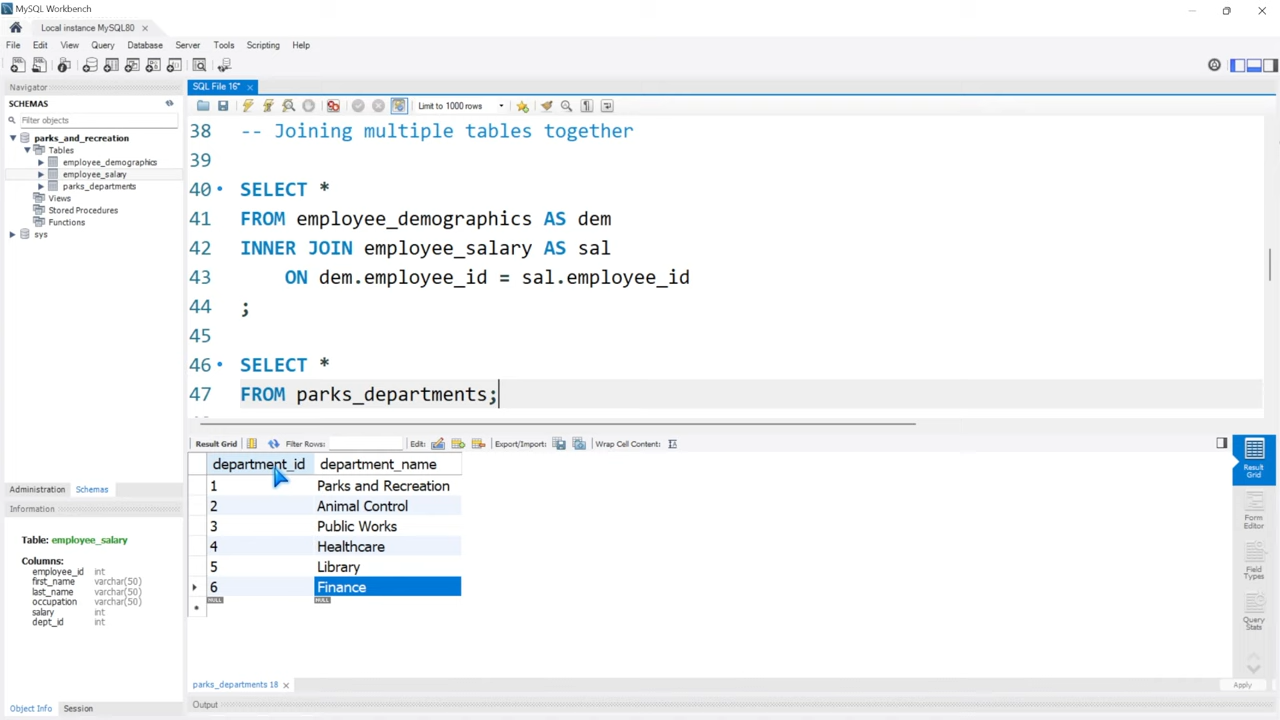 MySQL Workbench
Local instance MySQL80 ×
File Edit View Query Database Server Tools Scripting Help
Navigator
SCHEMAS
Filter objects
parks_and_recreation
Tables
employee_demographics
employee_salary
parks_departments
Views
Stored Procedures
Functions
sys
Administration Schemas
Information
Table: employee_salary
Columns:
employee_id int
first_name varchar(50)
last_name varchar(50)
occupation varchar(50)
salary int
dept_id int
Object Info Session
SQL File 16* ×
Limit to 1000 rows
38 -- Joining multiple tables together
39
40 SELECT *
41 FROM employee_demographics AS dem
42 INNER JOIN employee_salary AS sal
43 ON dem.employee_id = sal.employee_id
44 ;
45
46 SELECT *
47 FROM parks_departments;
Result Grid Filter Rows: Edit: Export/Import: Wrap Cell Content:
department_id department_name
1 Parks and Recreation
2 Animal Control
3 Public Works
4 Healthcare
5 Library
6 Finance
NULL NULL
Result Grid
Form Editor
Field Types
Query Stats
parks_departments 18 ×
Apply
Output